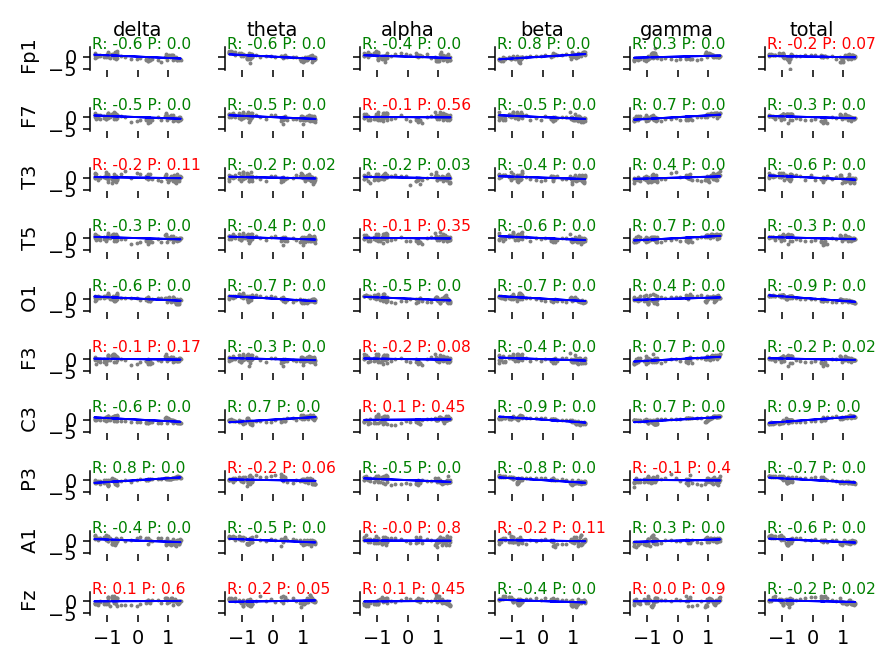 delta theta alpha beta gamma total
Fp1 0 −5 R: -0.6 P: 0.0 R: -0.6 P: 0.0 R: -0.4 P: 0.0 R: 0.8 P: 0.0 R: 0.3 P: 0.0 R: -0.2 P: 0.07
F7 0 −5 R: -0.5 P: 0.0 R: -0.5 P: 0.0 R: -0.1 P: 0.56 R: -0.5 P: 0.0 R: 0.7 P: 0.0 R: -0.3 P: 0.0
T3 0 −5 R: -0.2 P: 0.11 R: -0.2 P: 0.02 R: -0.2 P: 0.03 R: -0.4 P: 0.0 R: 0.4 P: 0.0 R: -0.6 P: 0.0
T5 0 −5 R: -0.3 P: 0.0 R: -0.4 P: 0.0 R: -0.1 P: 0.35 R: -0.6 P: 0.0 R: 0.7 P: 0.0 R: -0.3 P: 0.0
O1 0 −5 R: -0.6 P: 0.0 R: -0.7 P: 0.0 R: -0.5 P: 0.0 R: -0.7 P: 0.0 R: 0.4 P: 0.0 R: -0.9 P: 0.0
F3 0 −5 R: -0.1 P: 0.17 R: -0.3 P: 0.0 R: -0.2 P: 0.08 R: -0.4 P: 0.0 R: 0.7 P: 0.0 R: -0.2 P: 0.02
C3 0 −5 R: -0.6 P: 0.0 R: 0.7 P: 0.0 R: 0.1 P: 0.45 R: -0.9 P: 0.0 R: 0.7 P: 0.0 R: 0.9 P: 0.0
P3 0 −5 R: 0.8 P: 0.0 R: -0.2 P: 0.06 R: -0.5 P: 0.0 R: -0.8 P: 0.0 R: -0.1 P: 0.4 R: -0.7 P: 0.0
A1 0 −5 R: -0.4 P: 0.0 R: -0.5 P: 0.0 R: -0.0 P: 0.8 R: -0.2 P: 0.11 R: 0.3 P: 0.0 R: -0.6 P: 0.0
Fz 0 −5 R: 0.1 P: 0.6 R: 0.2 P: 0.05 R: 0.1 P: 0.45 R: -0.4 P: 0.0 R: 0.0 P: 0.9 R: -0.2 P: 0.02
−1 0 1 −1 0 1 −1 0 1 −1 0 1 −1 0 1 −1 0 1